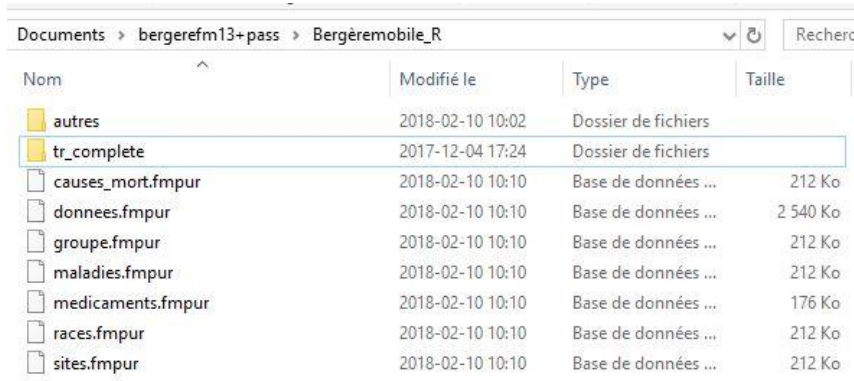 Documents > bergerefm13+pass > Bergèremobile_R Recherc
Nom Modifié le Type Taille
autres 2018-02-10 10:02 Dossier de fichiers
tr_complete 2017-12-04 17:24 Dossier de fichiers
causes_mort.fmpur 2018-02-10 10:10 Base de données ... 212 Ko
donnees.fmpur 2018-02-10 10:10 Base de données ... 2 540 Ko
groupe.fmpur 2018-02-10 10:10 Base de données ... 212 Ko
maladies.fmpur 2018-02-10 10:10 Base de données ... 212 Ko
medicaments.fmpur 2018-02-10 10:10 Base de données ... 176 Ko
races.fmpur 2018-02-10 10:10 Base de données ... 212 Ko
sites.fmpur 2018-02-10 10:10 Base de données ... 212 Ko